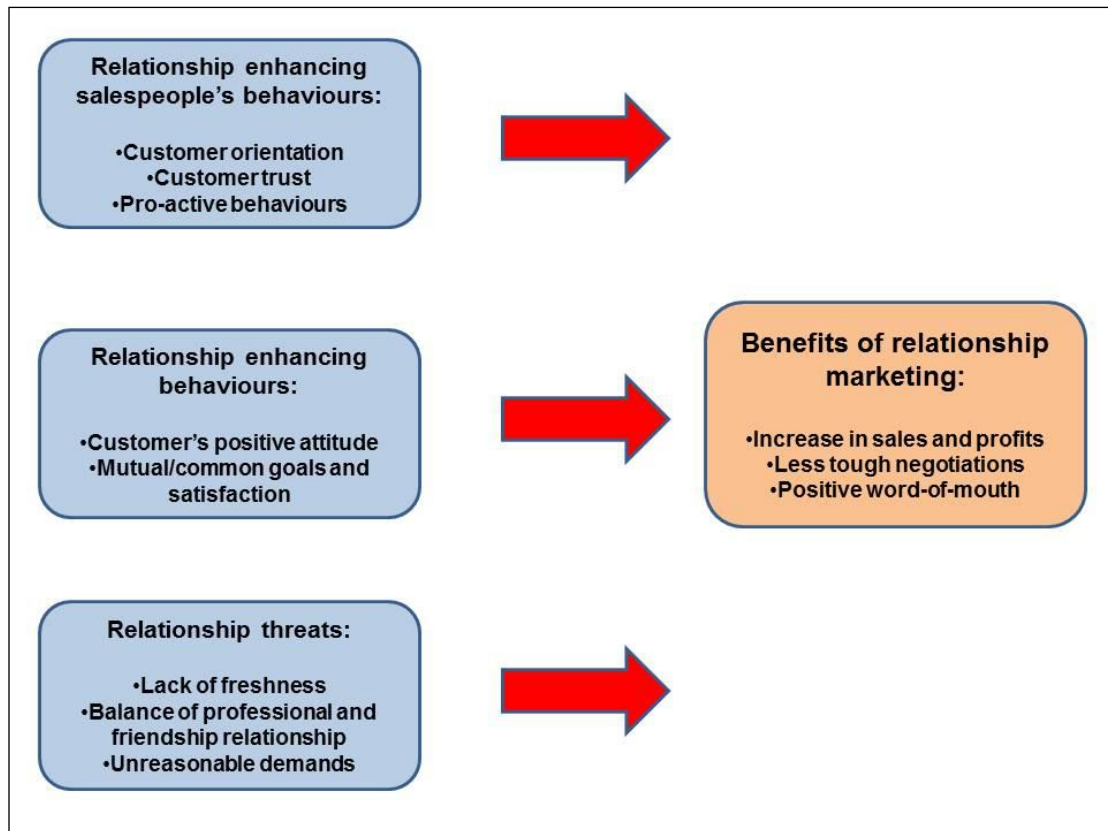 Relationship enhancing
salespeople's behaviours:
•Customer orientation
•Customer trust
•Pro-active behaviours
Relationship enhancing
behaviours:
•Customer's positive attitude
•Mutual/common goals and
satisfaction
Benefits of relationship
marketing:
•Increase in sales and profits
•Less tough negotiations
•Positive word-of-mouth
Relationship threats:
•Lack of freshness
•Balance of professional and
friendship relationship
•Unreasonable demands